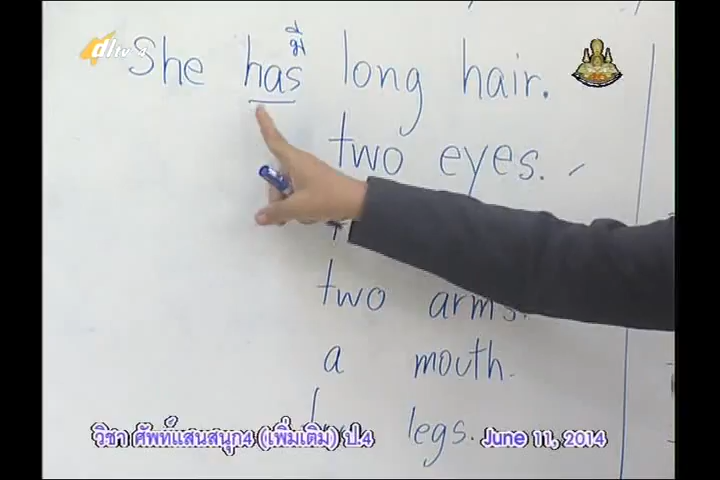 dltv 4
มี
She has long hair.
two eyes.
two arms.
a mouth.
legs.
วิชา ศัพท์แสนสนุก4 (เพิ่มเติม) ป.4 June 11, 2014